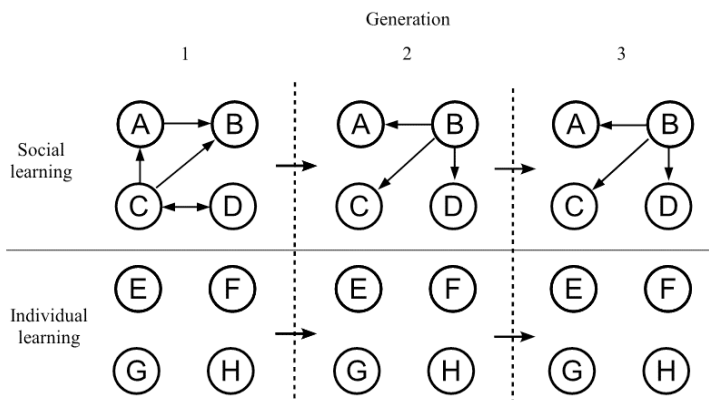 Generation
1 2 3
Social
learning
A B A B A B
C D C D C D
E F E F E F
Individual
learning
G H G H G H